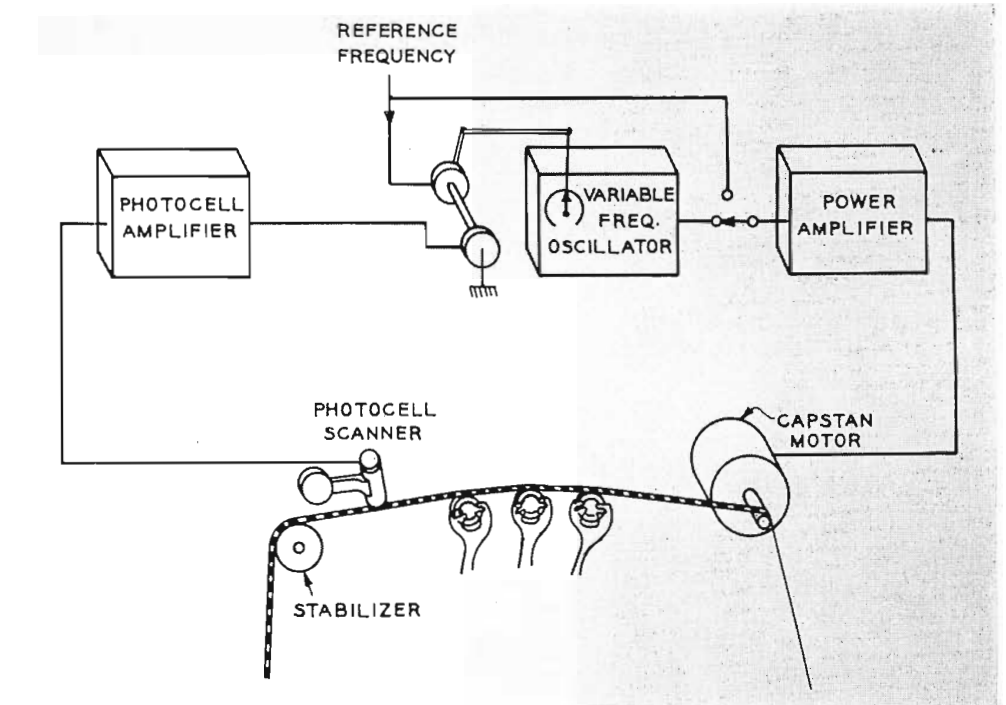 REFERENCE
FREQUENCY
PHOTOCELL
AMPLIFIER
VARIABLE
FREQ.
OSCILLATOR
POWER
AMPLIFIER
PHOTOCELL
SCANNER
CAPSTAN
MOTOR
STABILIZER